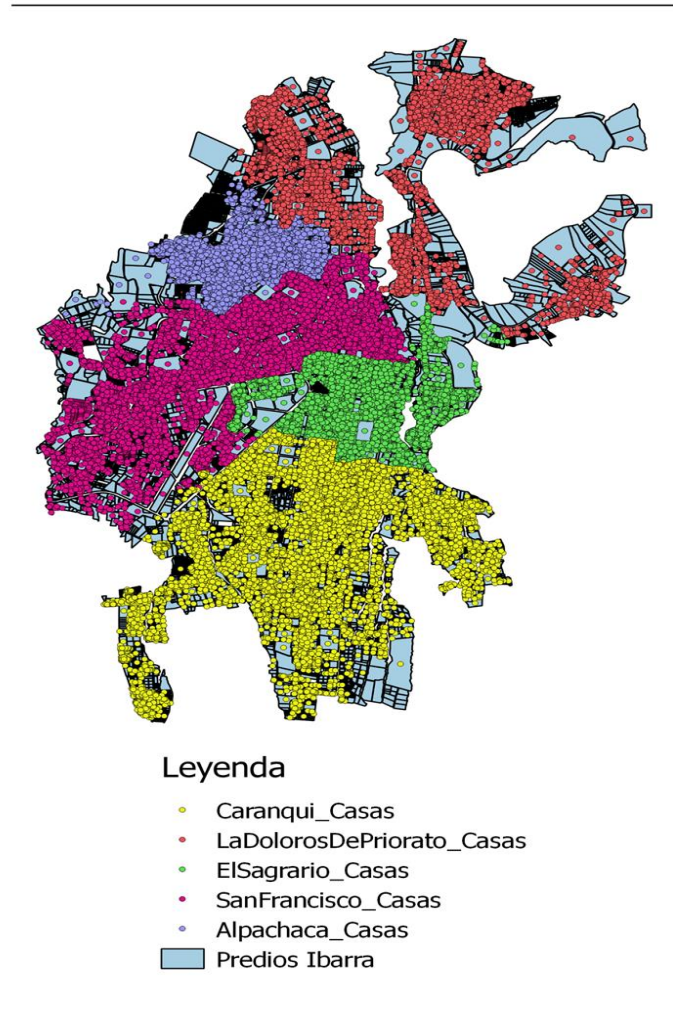 Leyenda
Caranqui_Casas
LaDolorosDePriorato_Casas
ElSagrario_Casas
SanFrancisco_Casas
Alpachaca_Casas
Predios Ibarra